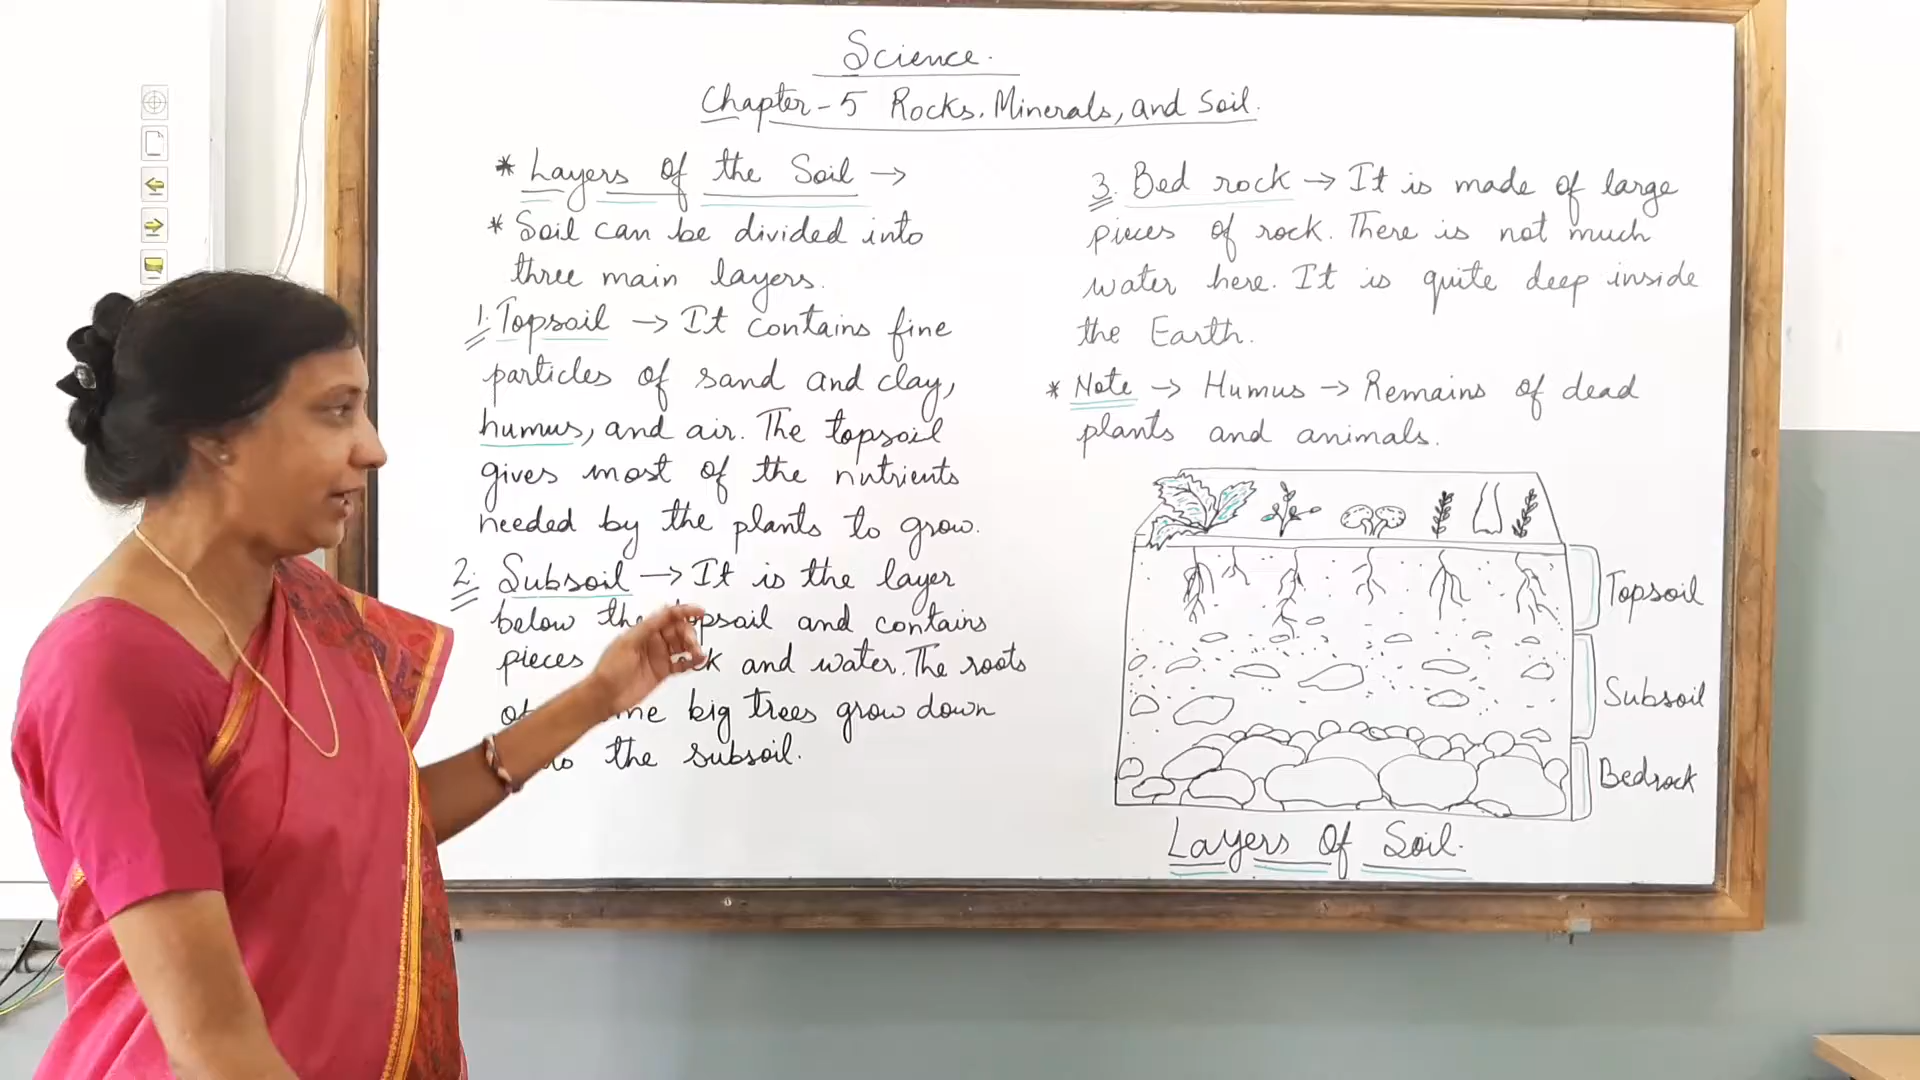 Science.
Chapter-5 Rocks, Minerals, and Soil.
* Layers of the Soil →
* Soil can be divided into
three main layers.
1. Topsoil → It contains fine
particles of sand and clay,
humus, and air. The topsoil
gives most of the nutrients
needed by the plants to grow.
2. Subsoil → It is the layer
below the topsoil and contains
pieces and water. The roots
big trees grow down
the subsoil.
3. Bed rock → It is made of large
pieces of rock. There is not much
water here. It is quite deep inside
the Earth.
* Note → Humus → Remains of dead
plants and animals.
Topsoil
Subsoil
Bedrock
Layers Of Soil.